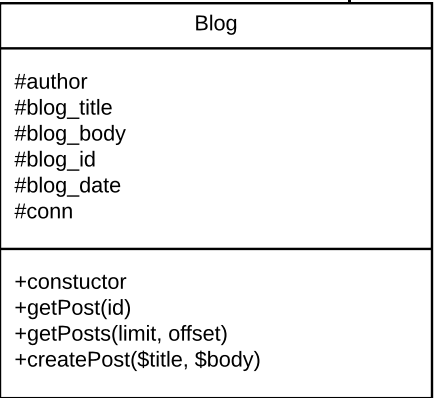 Blog
#author
#blog_title
#blog_body
#blog_id
#blog_date
#conn
+constuctor
+getPost(id)
+getPosts(limit, offset)
+createPost($title, $body)